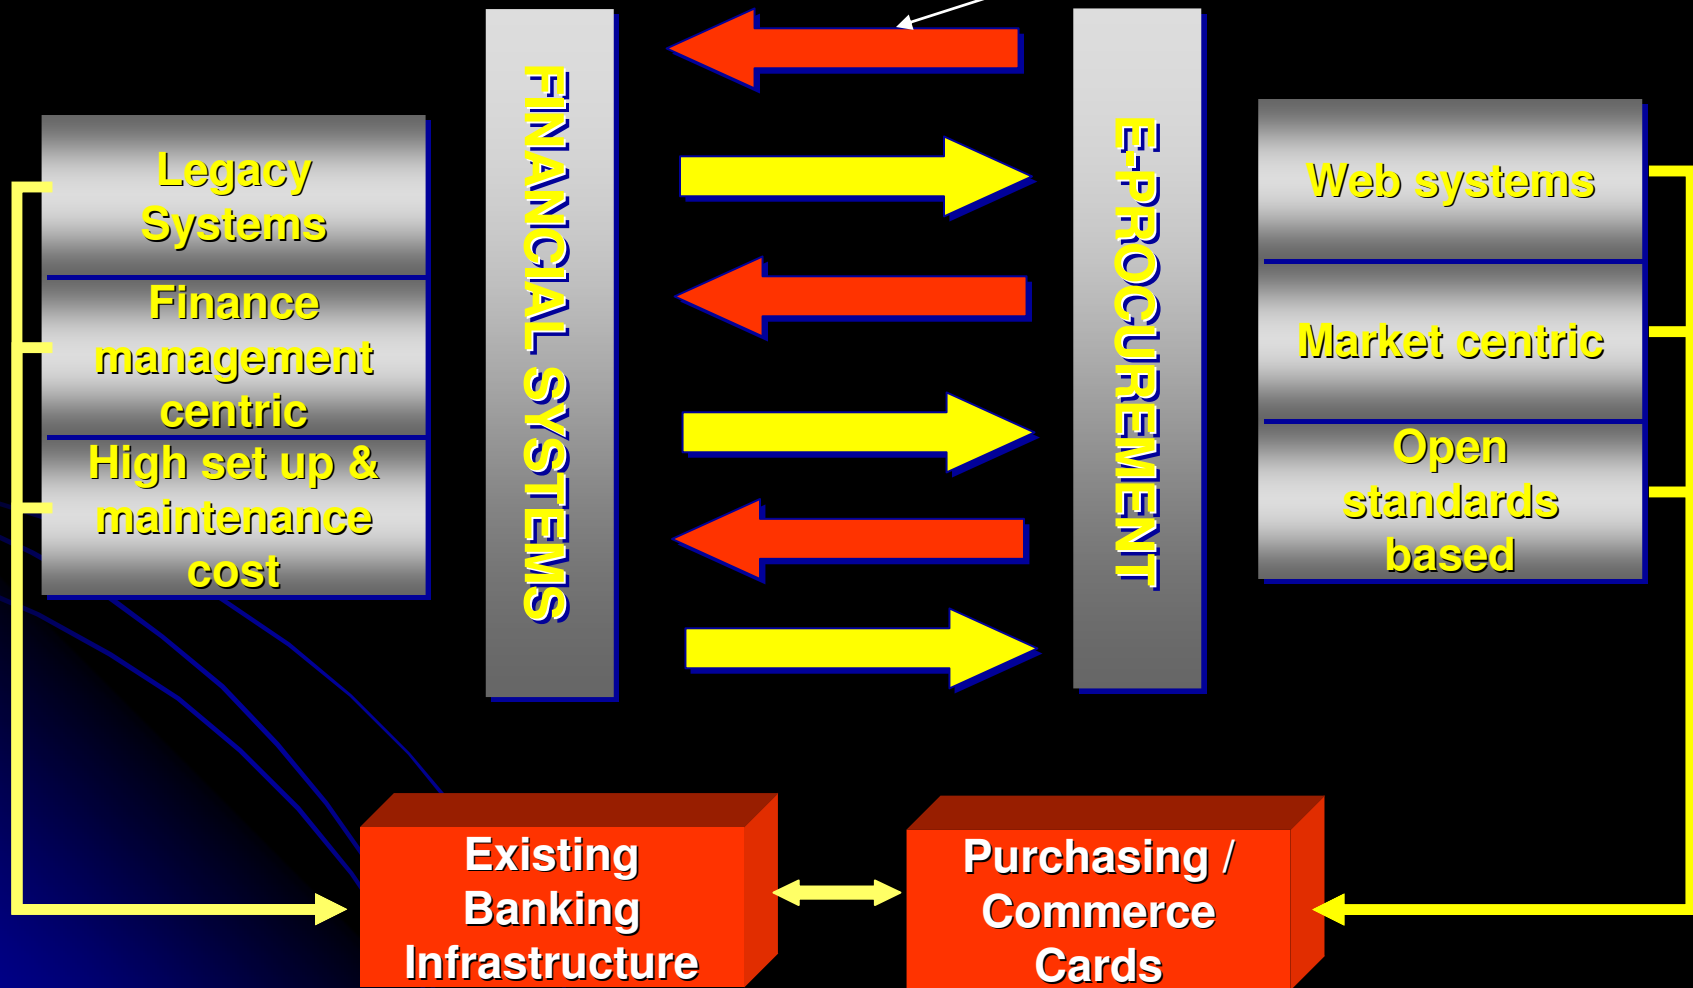 Legacy
Systems
Finance
management
centric
High set up &
maintenance
cost
FINANCIAL SYSTEMS
E-PROCUREMENT
Web systems
Market centric
Open
standards
based
Existing
Banking
Infrastructure
Purchasing /
Commerce
Cards